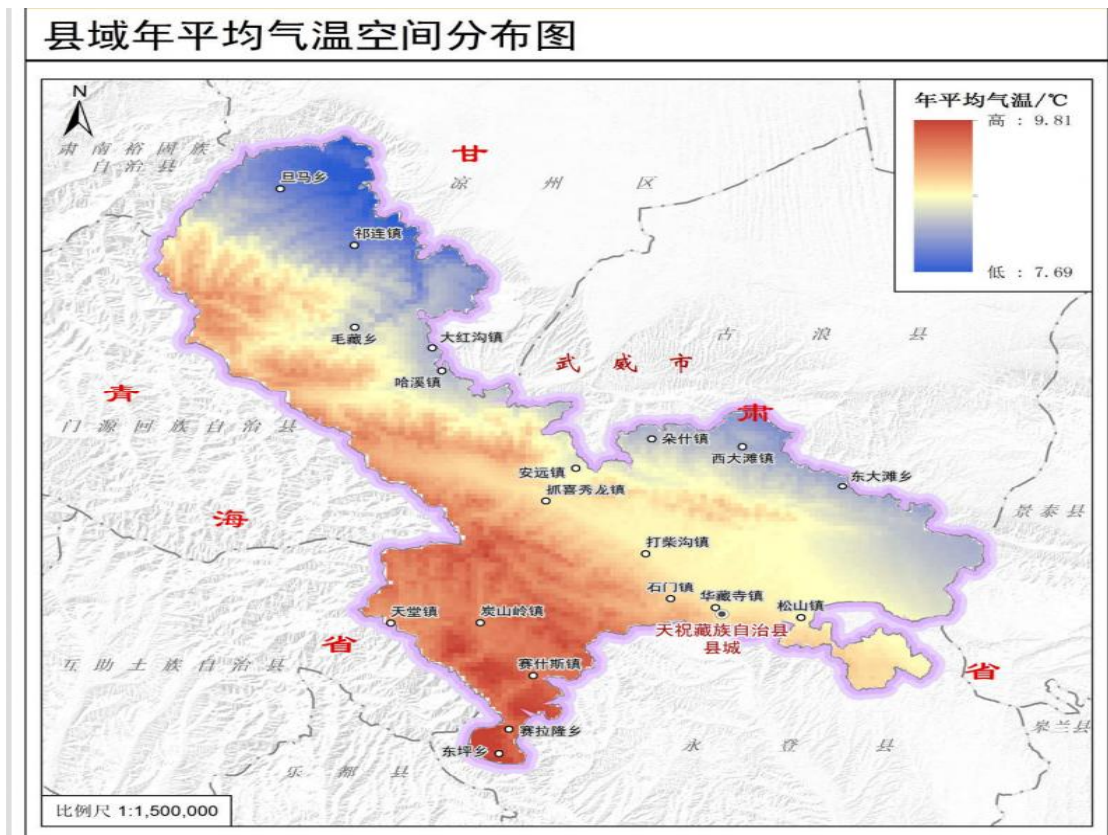 县域年平均气温空间分布图
N
年平均气温/℃
高 : 9.81
低 : 7.69
肃南裕固族
自治县
甘
凉州区
旦马乡
祁连镇
毛藏乡
大红沟镇
哈溪镇
古浪县
武威市
青
肃
门源回族自治县
朵什镇
西大滩镇
东大滩乡
安远镇
抓喜秀龙镇
海
景泰县
打柴沟镇
石门镇
华藏寺镇
松山镇
天堂镇
炭山岭镇
天祝藏族自治县
县城
省
互助土族自治县
赛什斯镇
省
赛拉隆乡
东坪乡
永登县
皋兰县
乐都县
比例尺 1:1,500,000